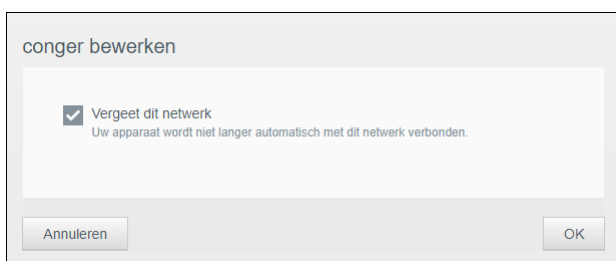 conger bewerken
Vergeet dit netwerk
Uw apparaat wordt niet langer automatisch met dit netwerk verbonden.
Annuleren
OK